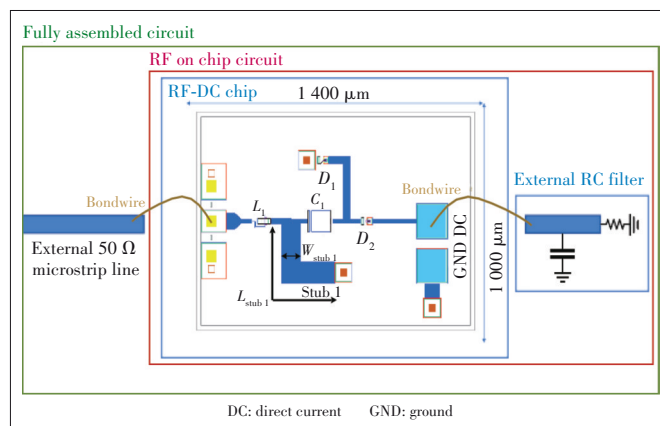 Fully assembled circuit
RF on chip circuit
RF-DC chip
1 400 μm
External RC filter
Bondwire
L1
C1
D1
Bondwire
D2
External 50 Ω
microstrip line
Wstub 1
Lstub 1
Stub 1
GND DC
1 000 μm
DC: direct current GND: ground